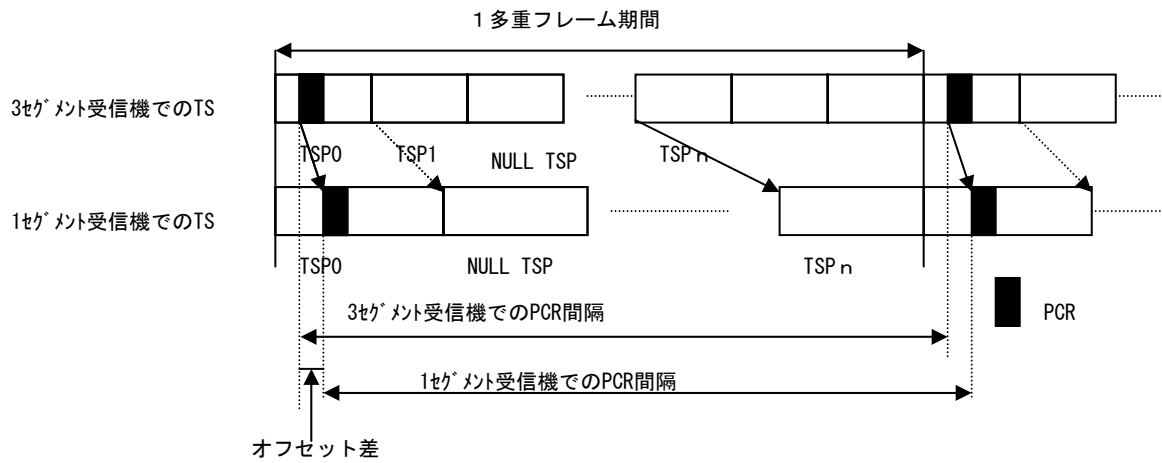 １多重フレーム期間
3ｾｸﾞﾒﾝﾄ受信機でのTS
TSP0 TSP1 NULL TSP TSPｎ
1ｾｸﾞﾒﾝﾄ受信機でのTS
TSP0 NULL TSP TSPｎ
3ｾｸﾞﾒﾝﾄ受信機でのPCR間隔
PCR
1ｾｸﾞﾒﾝﾄ受信機でのPCR間隔
オフセット差